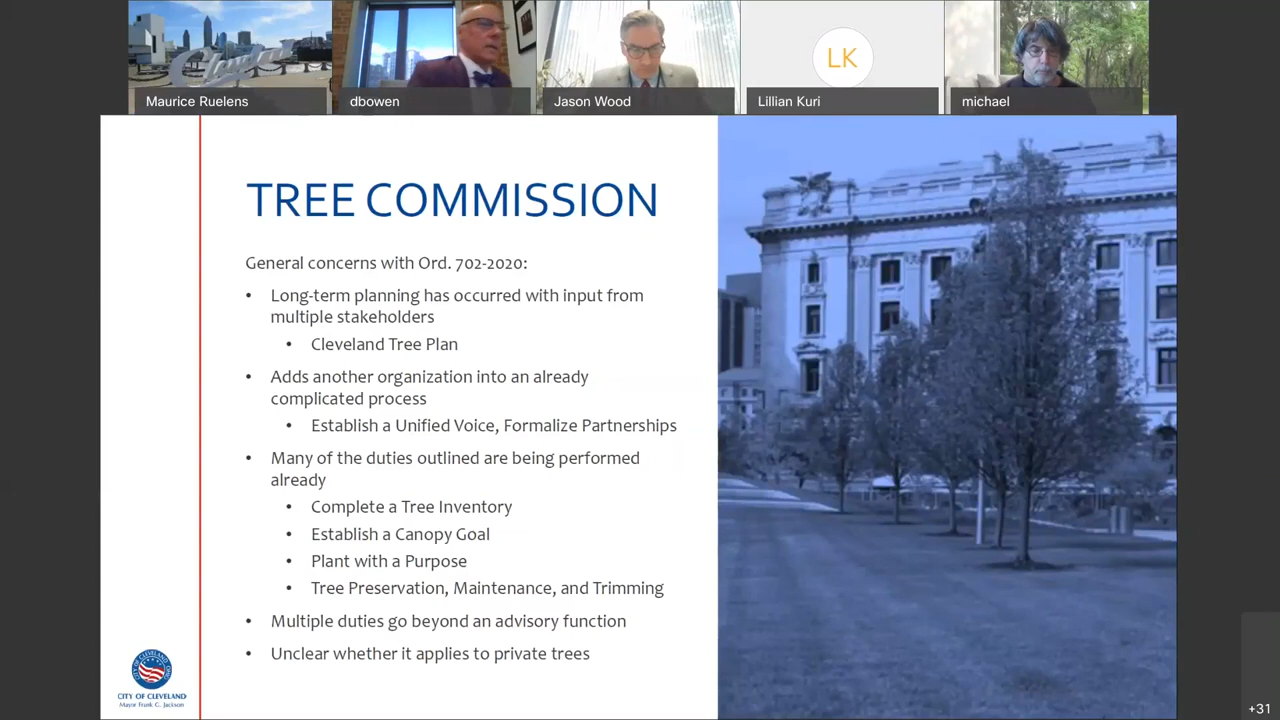 Cleveland
Maurice Ruelens
dbowen
Jason Wood
LK
Lillian Kuri
michael
TREE COMMISSION
General concerns with Ord. 702-2020:
• Long-term planning has occurred with input from
multiple stakeholders
• Cleveland Tree Plan
• Adds another organization into an already
complicated process
• Establish a Unified Voice, Formalize Partnerships
• Many of the duties outlined are being performed
already
• Complete a Tree Inventory
• Establish a Canopy Goal
• Plant with a Purpose
• Tree Preservation, Maintenance, and Trimming
• Multiple duties go beyond an advisory function
• Unclear whether it applies to private trees
CITY OF CLEVELAND
Mayor Frank G. Jackson
+31